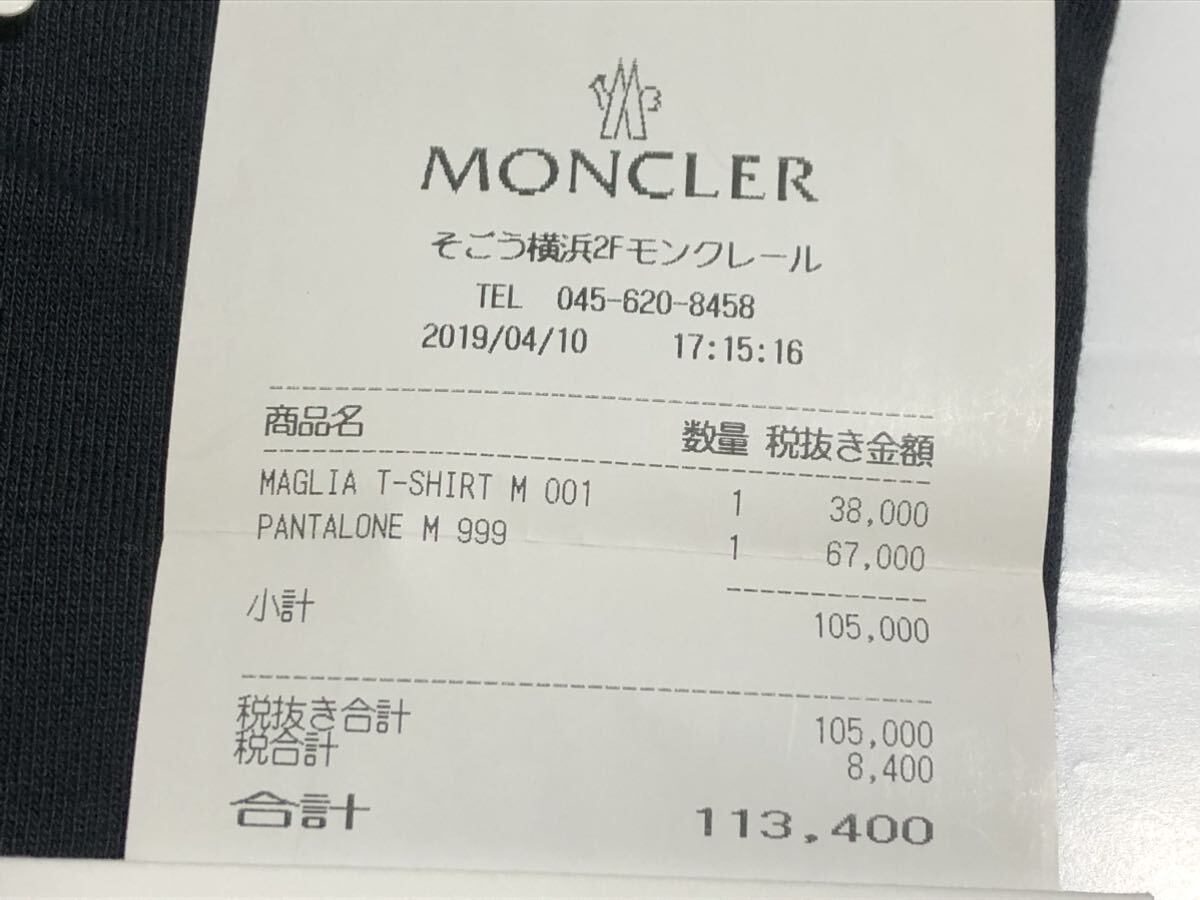 MONCLER
そごう横浜2Fモンクレール
TEL 045-620-8458
2019/04/10 17:15:16
商品名 数量 税抜き金額
MAGLIA T-SHIRT M 001 1 38,000
PANTALONE M 999 1 67,000
小計 105,000
税抜き合計 105,000
税合計 8,400
合計 113,400